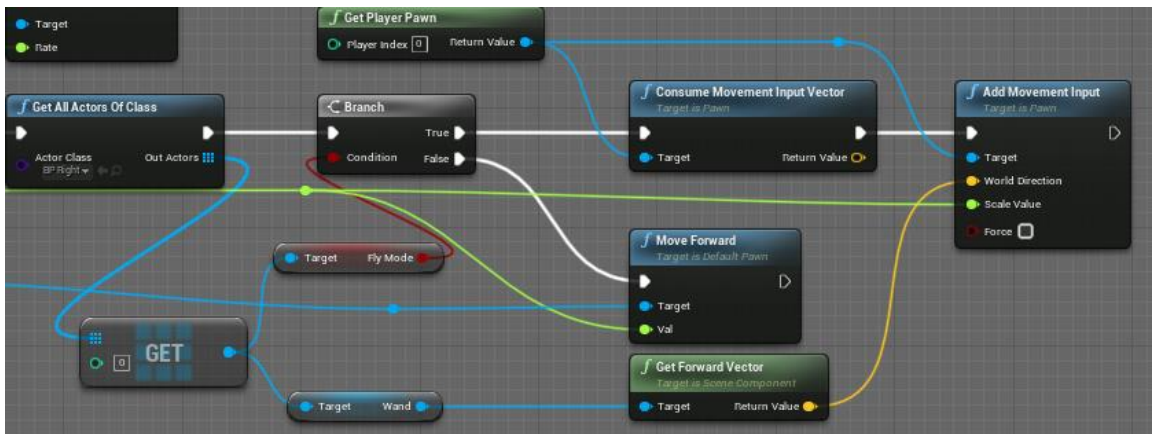 Target
Rate
Get Player Pawn
Player Index 0 Return Value
Get All Actors Of Class
Actor Class Out Actors
BP Right
Branch
True
Condition False
Consume Movement Input Vector
Target is Pawn
Target Return Value
Add Movement Input
Target is Pawn
Target
World Direction
Scale Value
Force
Target Fly Mode
Move Forward
Target is Default Pawn
Target
Val
0 GET
Get Forward Vector
Target is Scene Component
Target Return Value
Target Wand